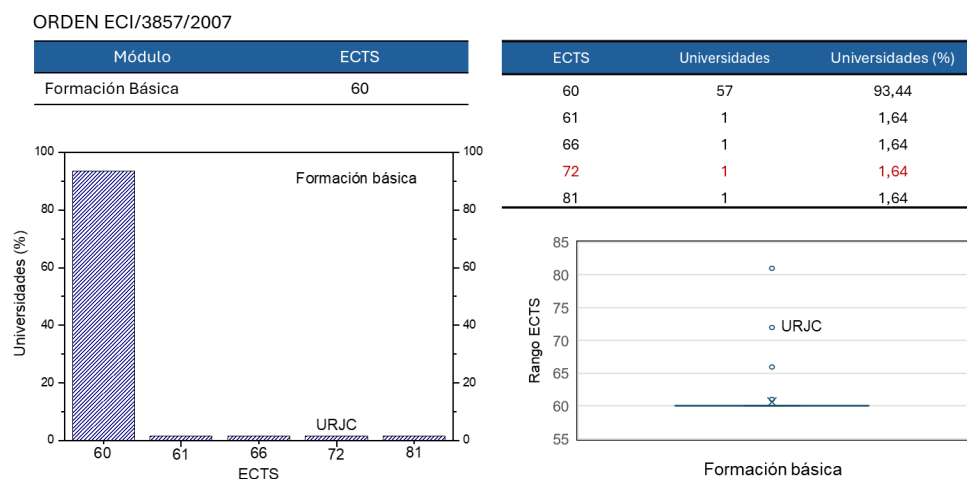 ORDEN ECI/3857/2007
Módulo ECTS
Formación Básica 60
ECTS Universidades Universidades (%)
60 57 93,44
61 1 1,64
66 1 1,64
72 1 1,64
81 1 1,64
100 100
Formación básica
80 80
60 60
40 40
20 20
URJC
0 0
60 61 66 72 81
Universidades (%)
ECTS
85
80
75
URJC
70
65
60
55
Rango ECTS
Formación básica